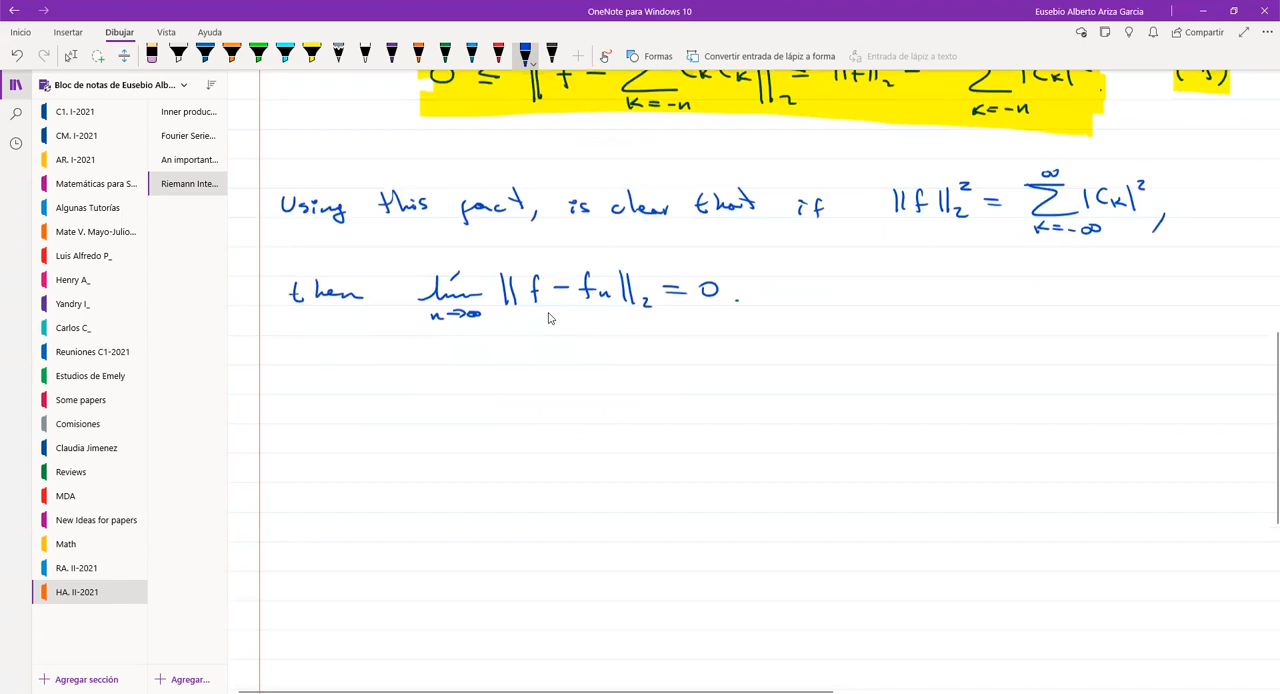 OneNote para Windows 10
Eusebio Alberto Ariza Garcia
Inicio
Insertar
Dibujar
Vista
Ayuda
Compartir
Formas
Convertir entrada de lápiz a forma
Entrada de lápiz a texto
Bloc de notas de Eusebio Alb...
C1. I-2021
CM. I-2021
AR. I-2021
Matemáticas para S...
Algunas Tutorías
Mate V. Mayo-Julio...
Luis Alfredo P_
Henry A_
Yandry I_
Carlos C_
Reuniones C1-2021
Estudios de Emely
Some papers
Comisiones
Claudia Jimenez
Reviews
MDA
New Ideas for papers
Math
RA. II-2021
HA. II-2021
Agregar sección
Inner produc...
Fourier Serie...
An important...
Riemann Inte...
Agregar...
K=-n
K=-n
Using this fact, is clear that if ||f||₂² = ∑_{K=-∞}^{∞} |C_K|²,
then lím_{n→∞} ||f - f_n||₂ = 0.